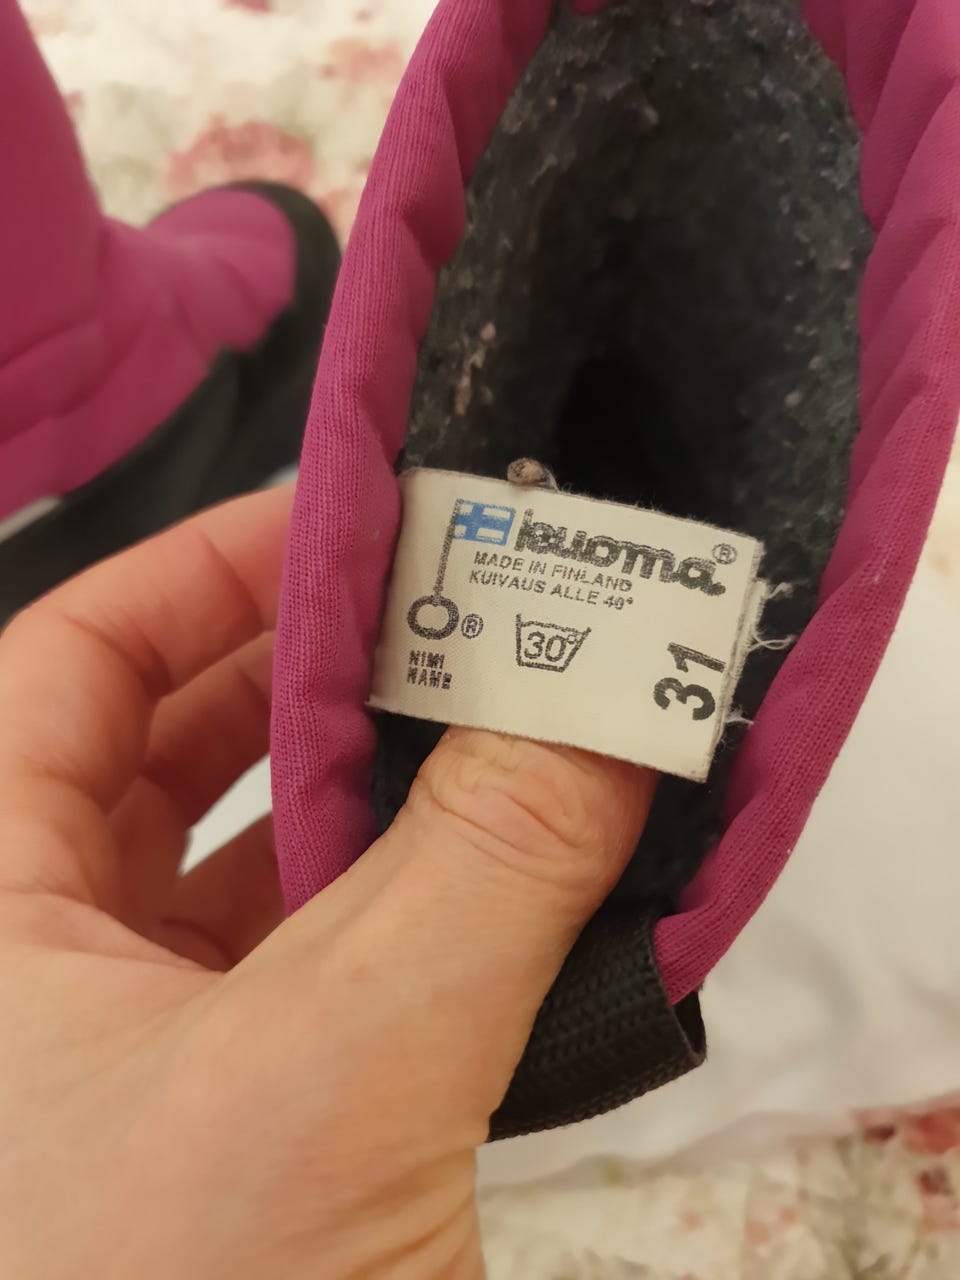 kuoma®
MADE IN FINLAND
KUIVAUS ALLE 40°
®
30°
NIMI
NAME
31